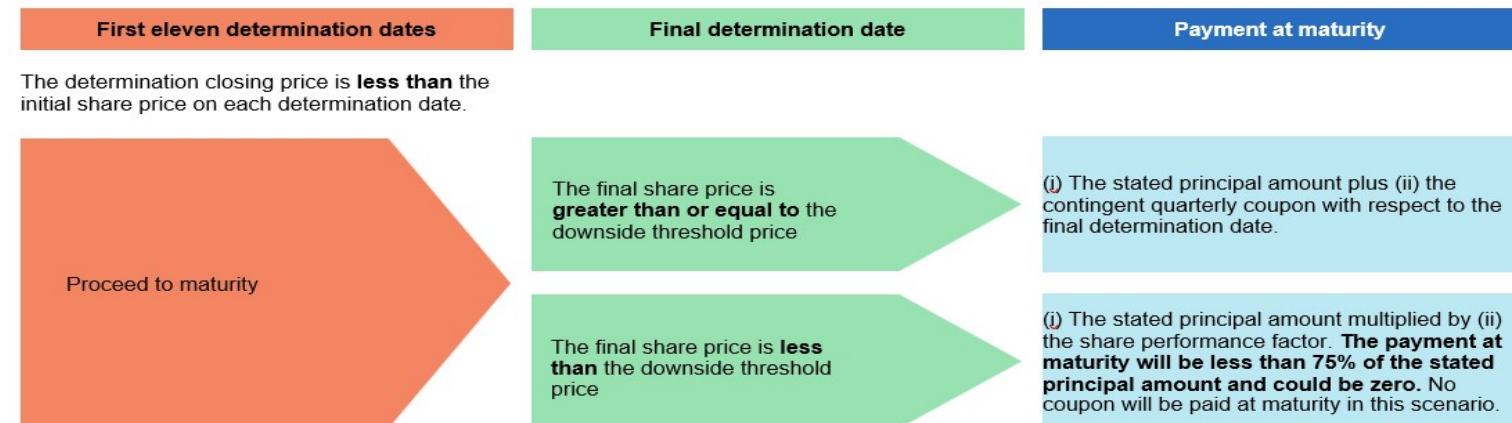 First eleven determination dates
Final determination date
Payment at maturity
The determination closing price is less than the
initial share price on each determination date.
Proceed to maturity
The final share price is
greater than or equal to the
downside threshold price
(i) The stated principal amount plus (ii) the
contingent quarterly coupon with respect to the
final determination date.
The final share price is less
than the downside threshold
price
(i) The stated principal amount multiplied by (ii)
the share performance factor. The payment at
maturity will be less than 75% of the stated
principal amount and could be zero. No
coupon will be paid at maturity in this scenario.